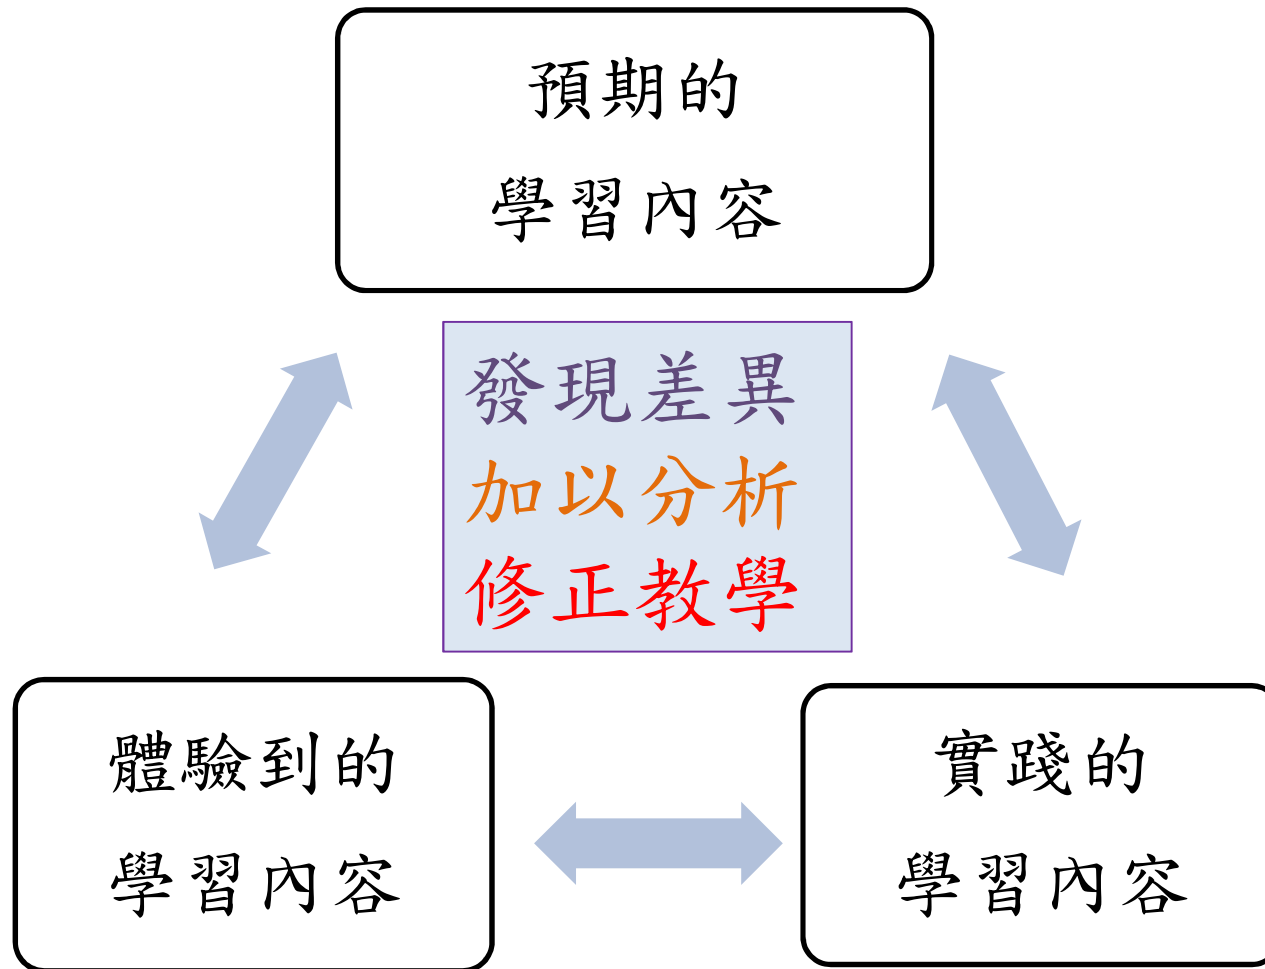 預期的
學習內容
發現差異
加以分析
修正教學
體驗到的
學習內容
實踐的
學習內容